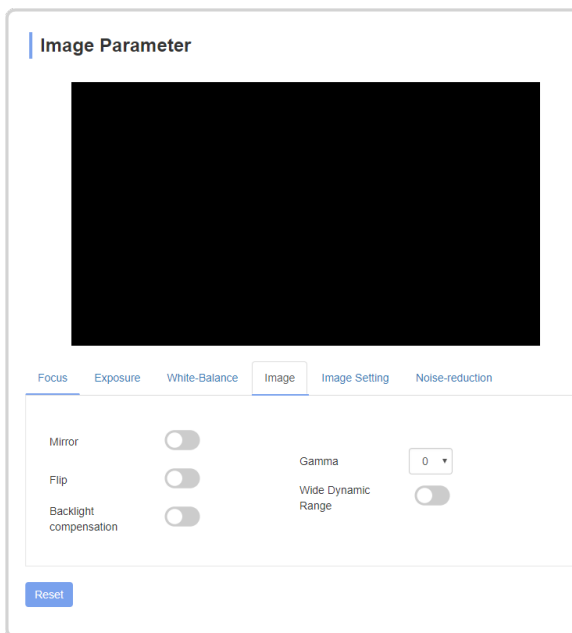 Image Parameter
Focus Exposure White-Balance Image Image Setting Noise-reduction
Mirror
Flip
Backlight
compensation
Gamma 0
Wide Dynamic
Range
Reset